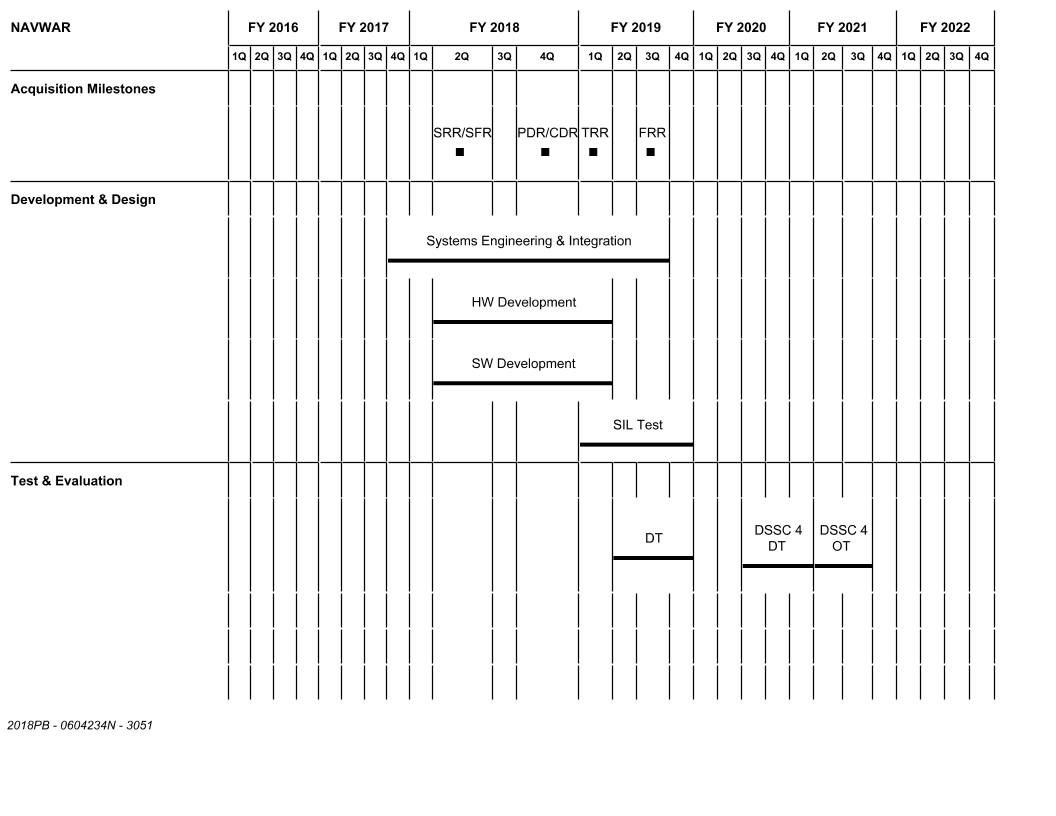 NAVWAR FY 2016 FY 2017 FY 2018 FY 2019 FY 2020 FY 2021 FY 2022
1Q 2Q 3Q 4Q 1Q 2Q 3Q 4Q 1Q 2Q 3Q 4Q 1Q 2Q 3Q 4Q 1Q 2Q 3Q 4Q 1Q 2Q 3Q 4Q 1Q 2Q 3Q 4Q
Acquisition Milestones
SRR/SFR PDR/CDR TRR FRR
Development & Design
Systems Engineering & Integration
HW Development
SW Development
SIL Test
Test & Evaluation
DT
DSSC 4
DT
DSSC 4
OT
2018PB - 0604234N - 3051